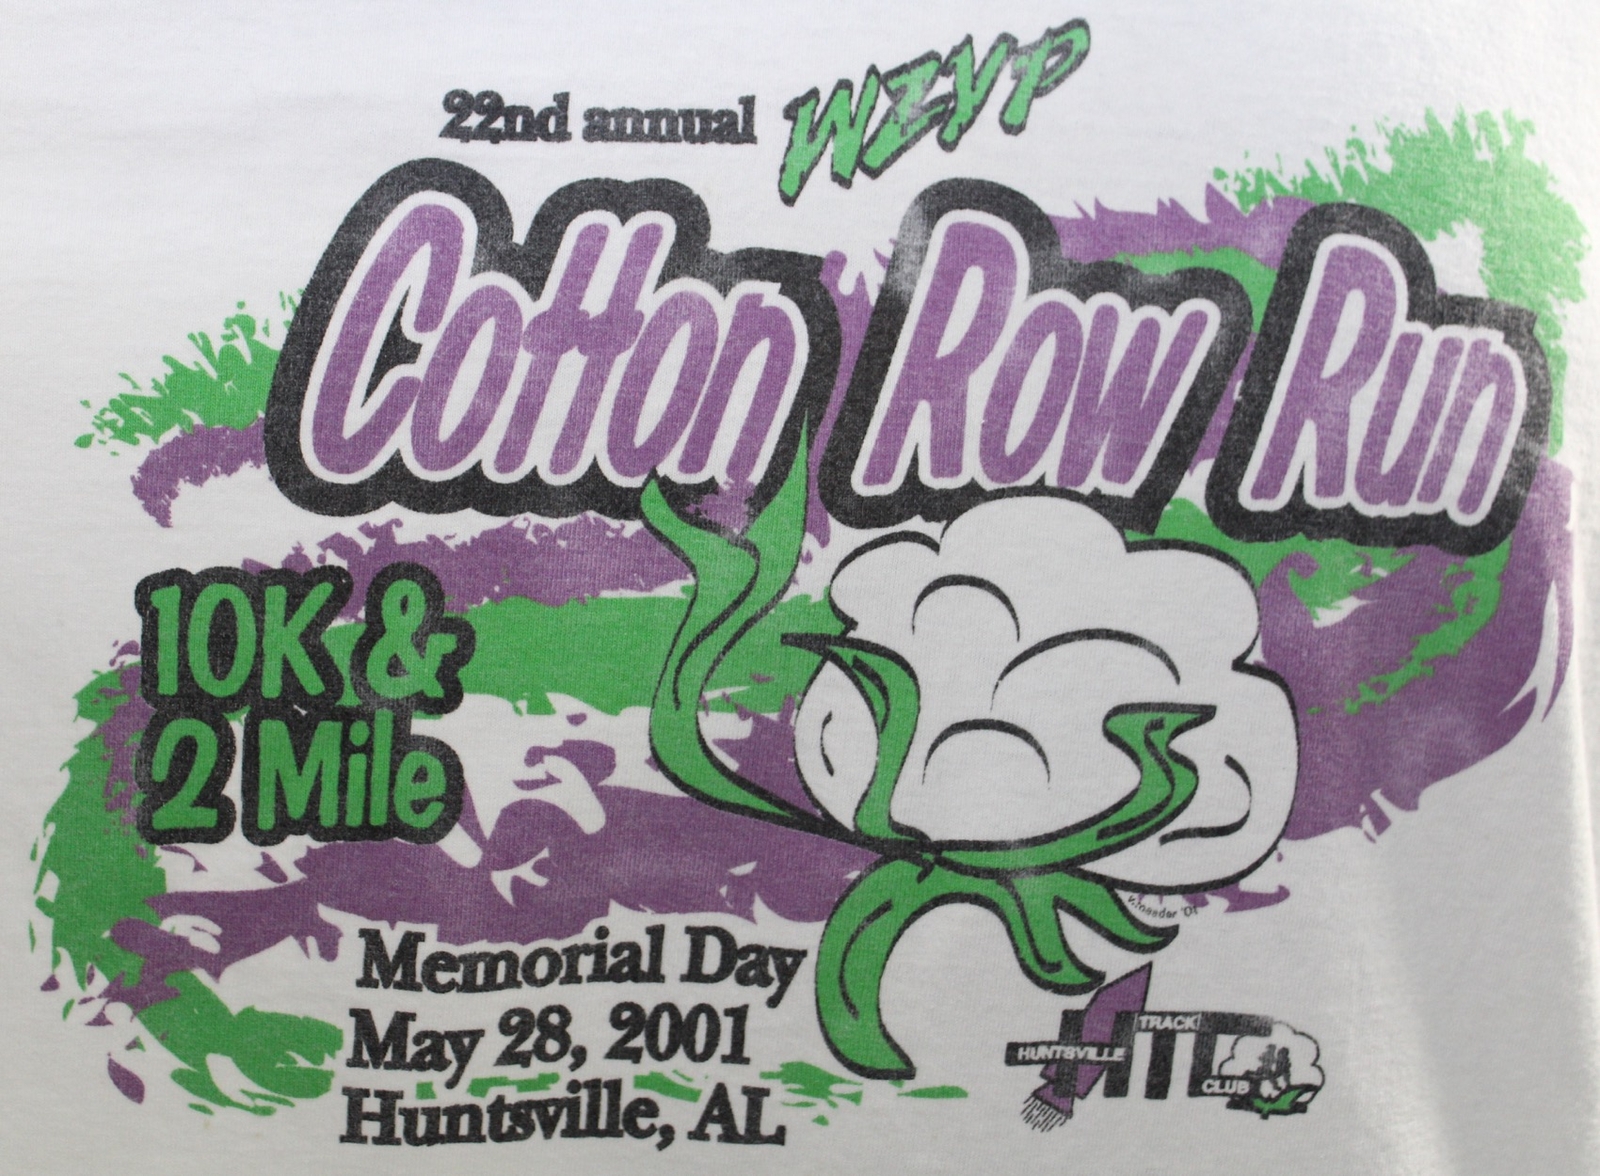 22nd annual WZYP
Cotton Row Run
10K &
2 Mile
Memorial Day
May 28, 2001
Huntsville, AL
TRACK
HUNTSVILLE
HTC
CLUB